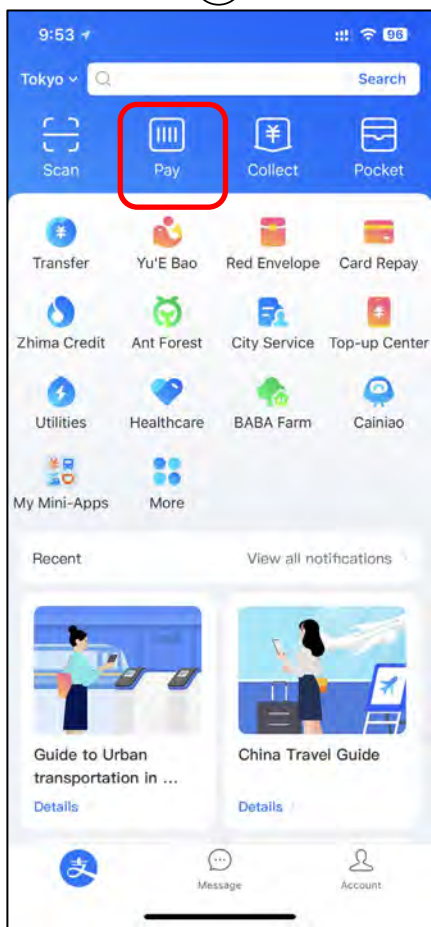 9:53
96
Tokyo
Search
Scan Pay Collect Pocket
Transfer Yu'E Bao Red Envelope Card Repay
Zhima Credit Ant Forest City Service Top-up Center
Utilities Healthcare BABA Farm Cainiao
My Mini-Apps More
Recent View all notifications
Guide to Urban
transportation in ...
Details
China Travel Guide
Details
支
Message Account